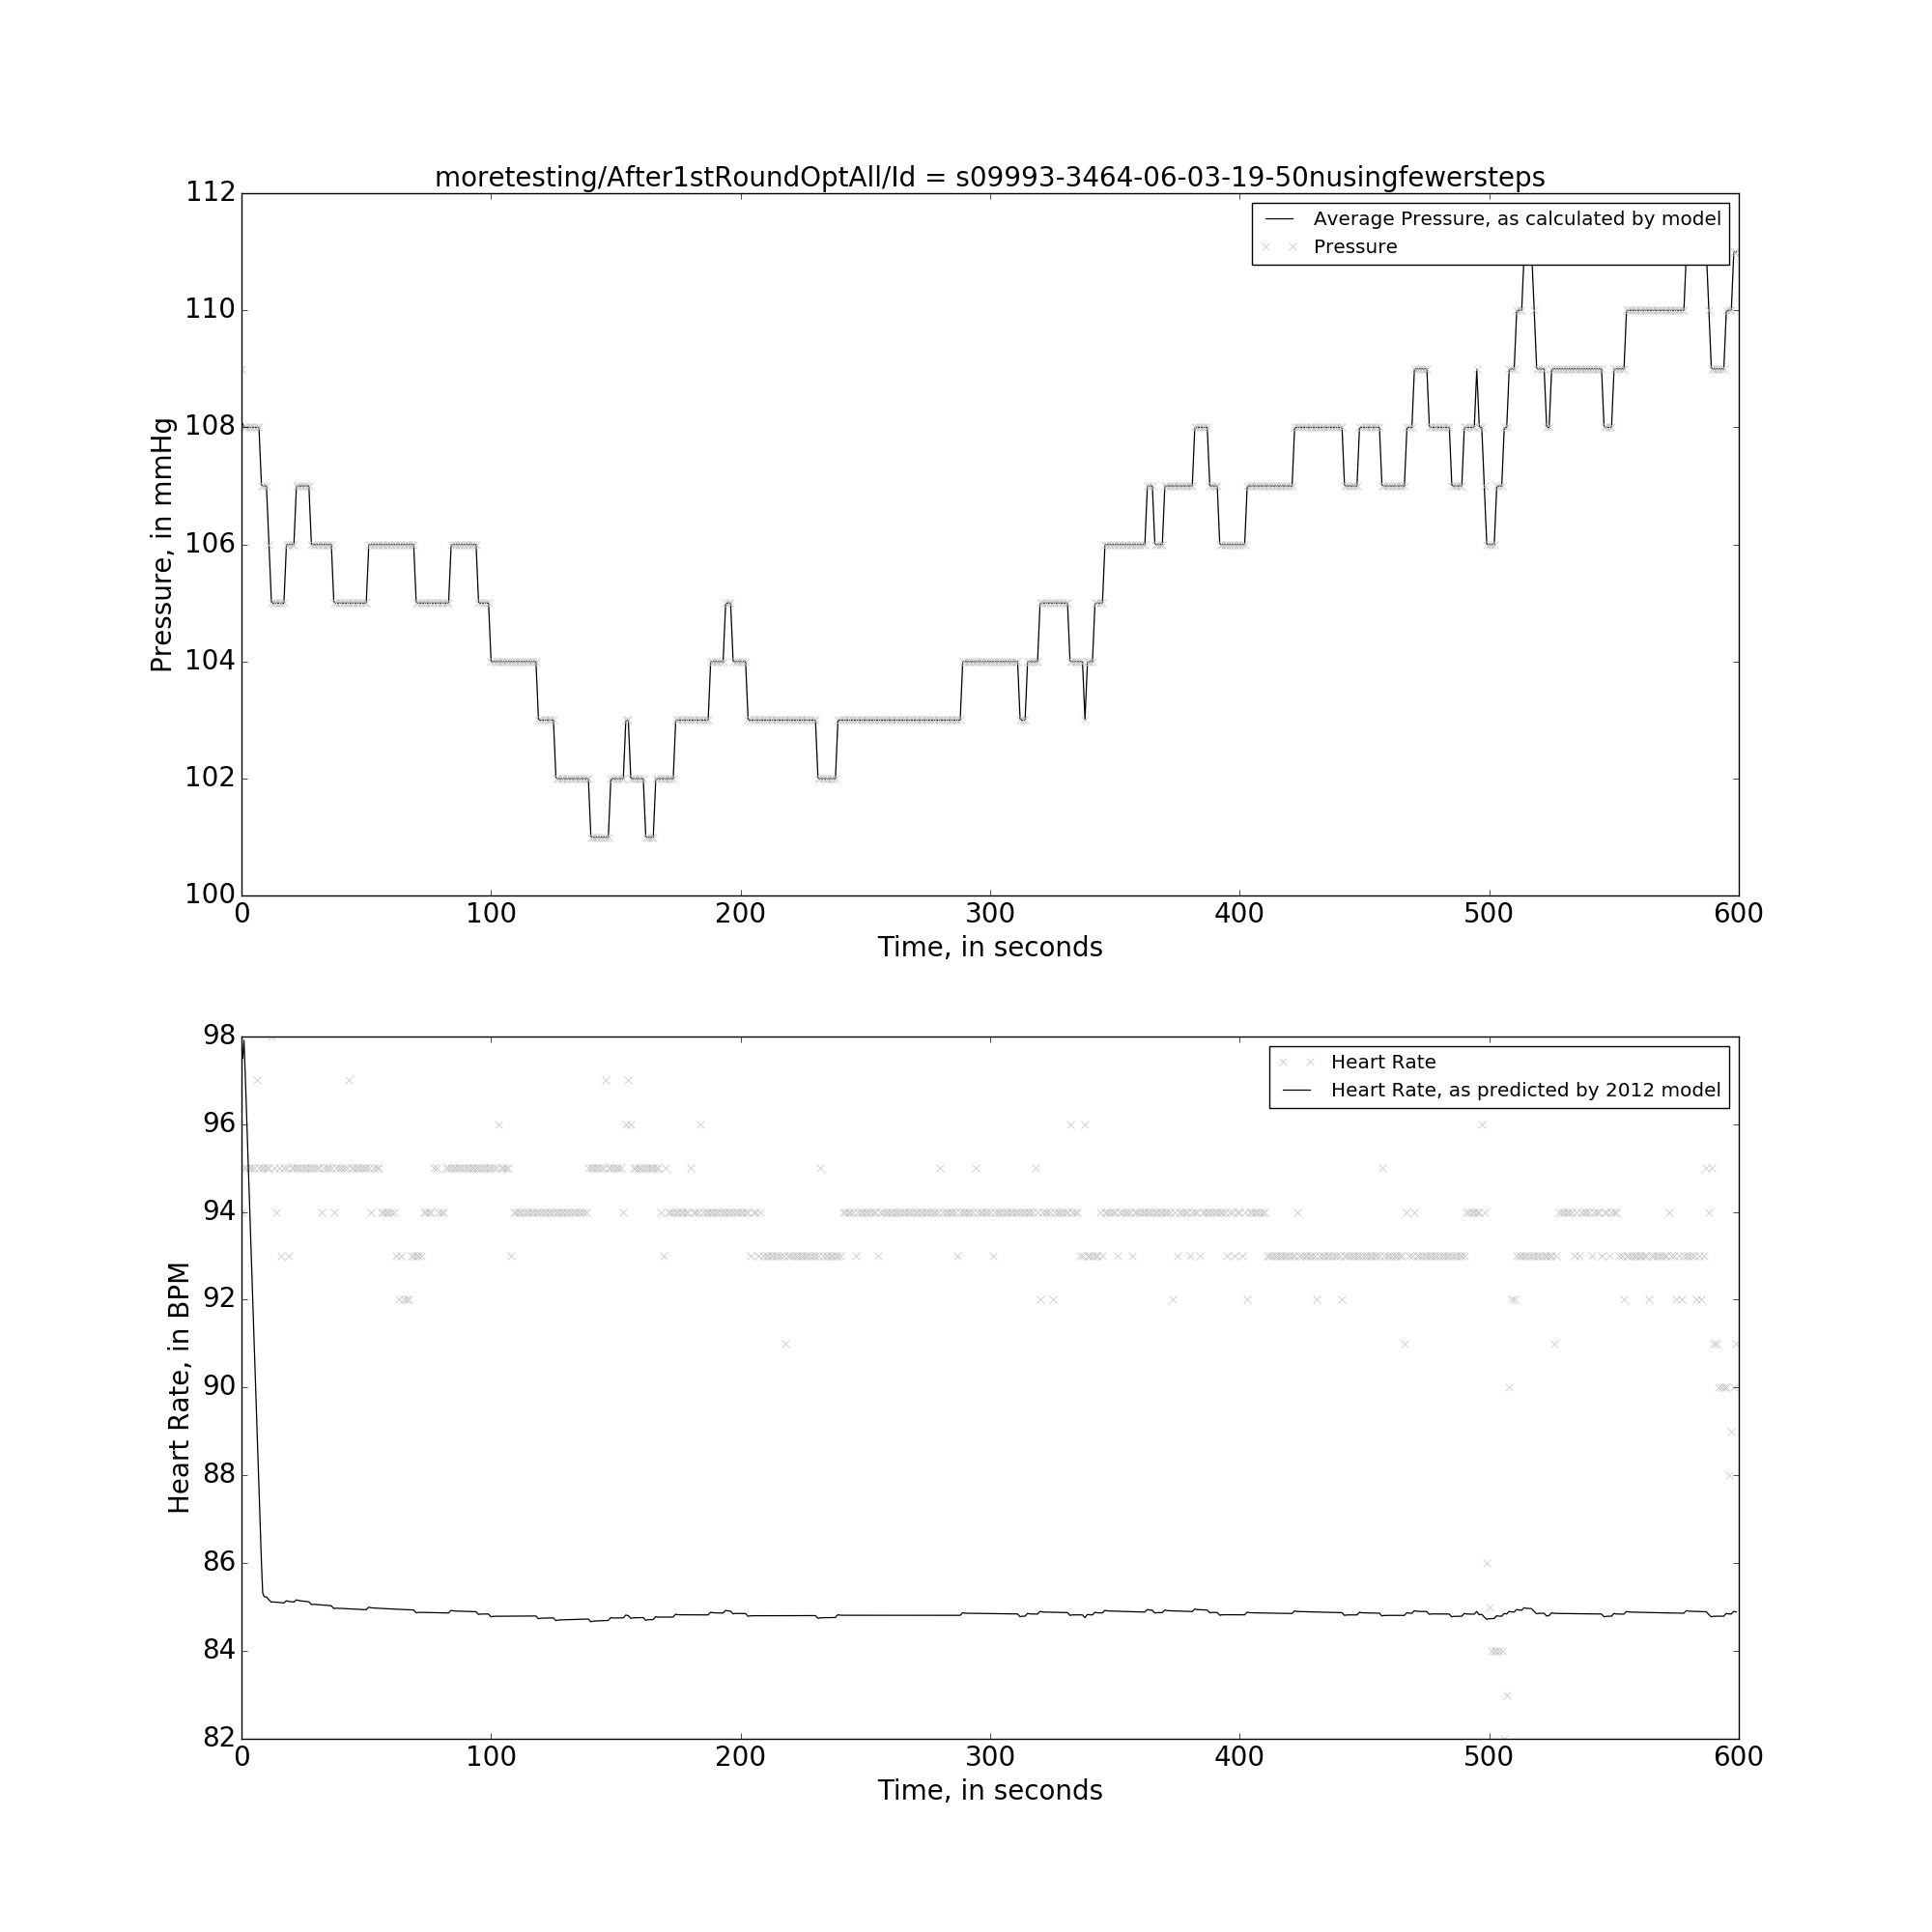 moretesting/After1stRoundOptAll/Id = s09993-3464-06-03-19-50nusingfewersteps
112
110
108
106
104
102
100
Pressure, in mmHg
Average Pressure, as calculated by model
Pressure
0 100 200 300 400 500 600
Time, in seconds
98
96
94
92
90
88
86
84
82
Heart Rate, in BPM
Heart Rate
Heart Rate, as predicted by 2012 model
0 100 200 300 400 500 600
Time, in seconds